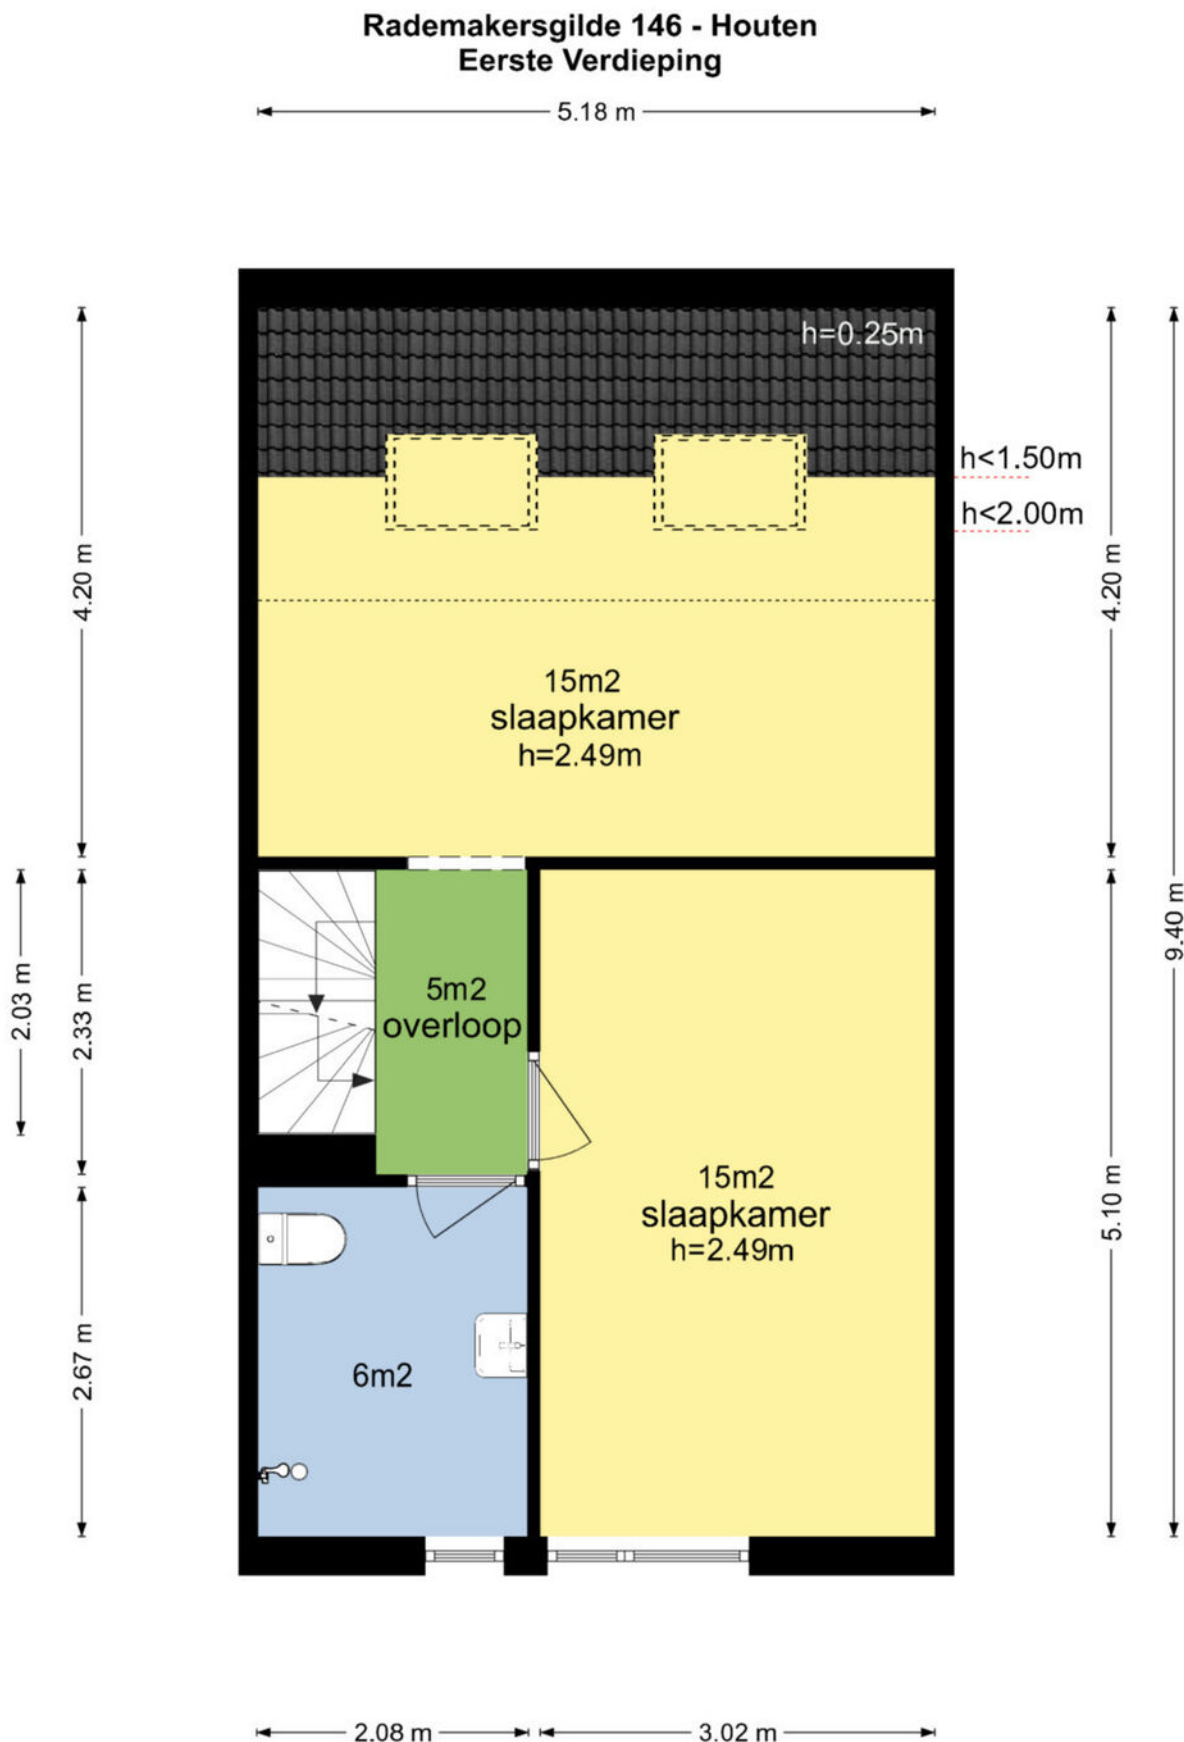 Rademakersgilde 146 - Houten
Eerste Verdieping
5.18 m
h=0.25m
h<1.50m
h<2.00m
4.20 m
4.20 m
15m2
slaapkamer
h=2.49m
9.40 m
2.03 m
2.33 m
5m2
overloop
15m2
slaapkamer
h=2.49m
5.10 m
2.67 m
6m2
2.08 m
3.02 m